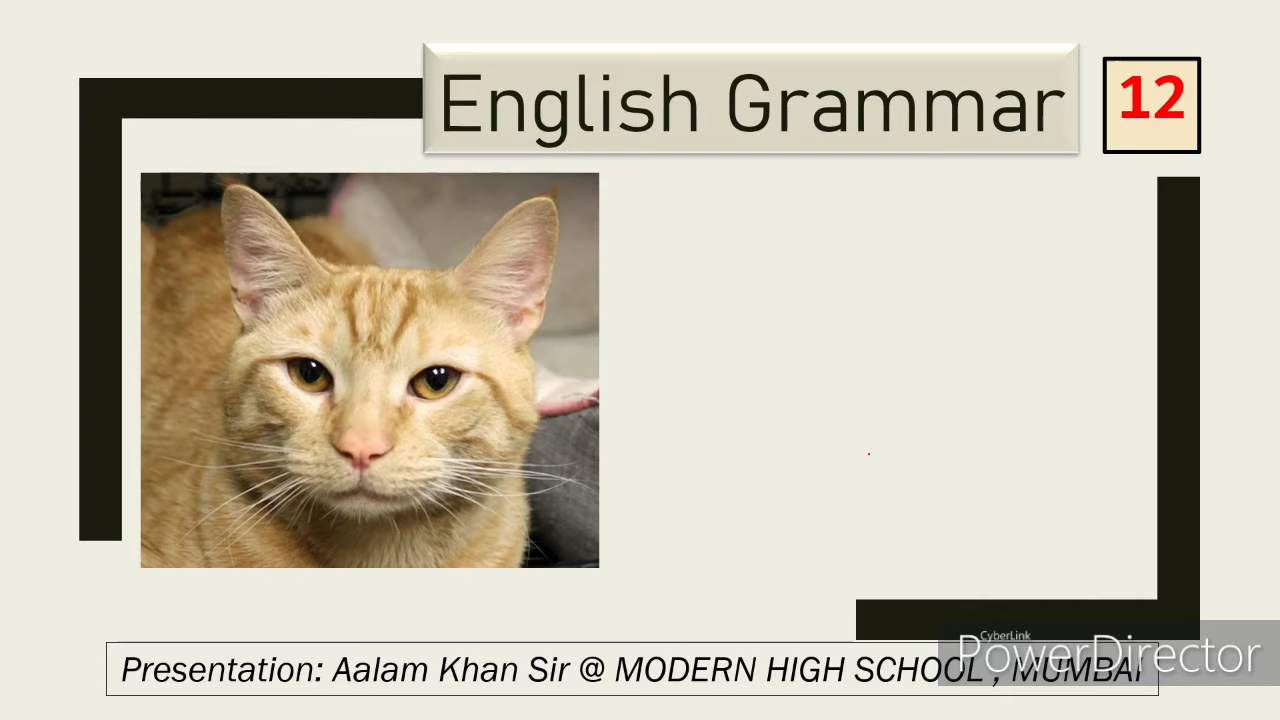 English Grammar
12
Presentation: Aalam Khan Sir @ MODERN HIGH SCHOOL , MUMBAI
CyberLink
PowerDirector